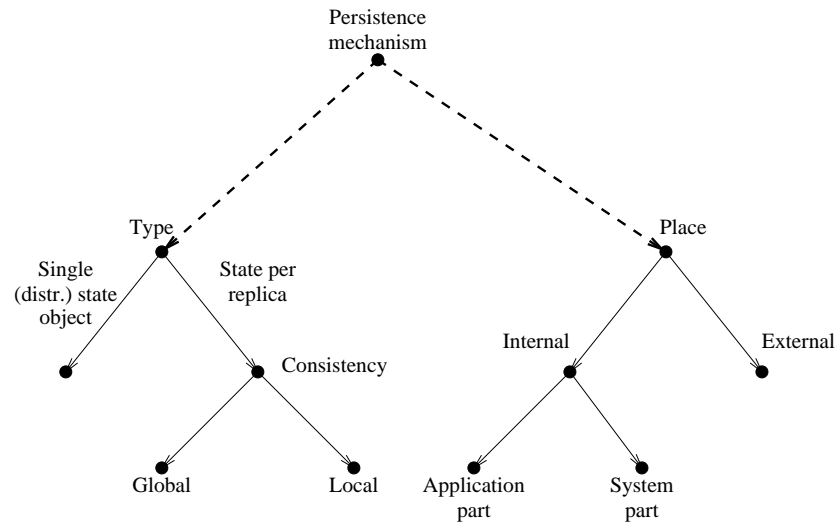 Persistence
mechanism
Type
Place
Single
(distr.) state
object
State per
replica
Internal
External
Consistency
Global
Local
Application
part
System
part